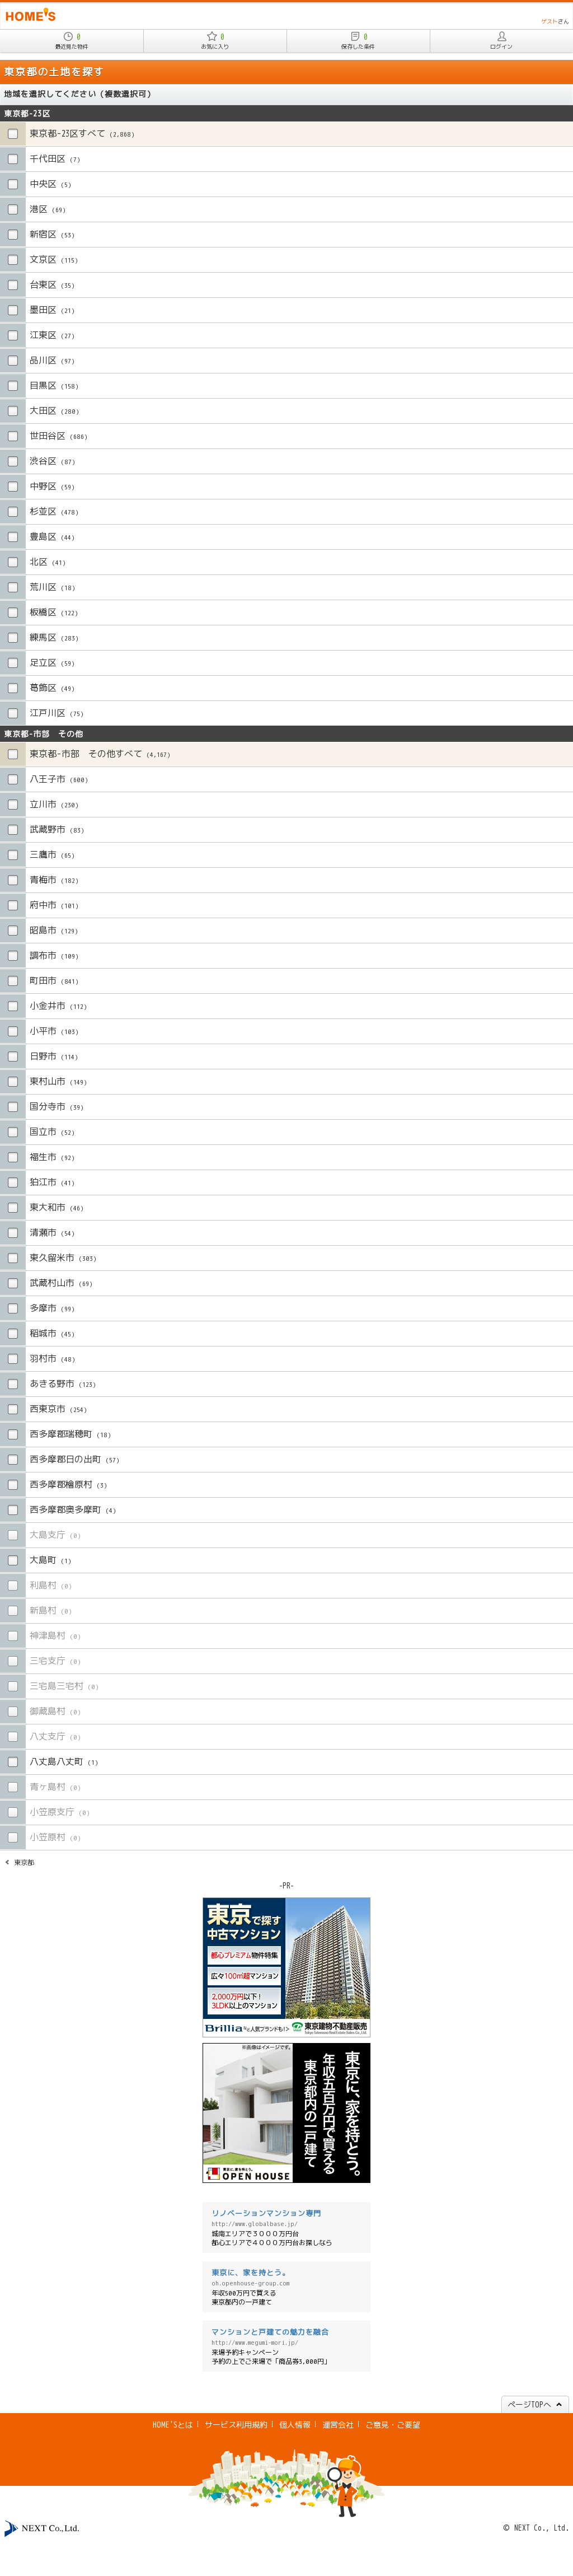 HOME'S
ゲストさん
0
最近見た物件
0
お気に入り
0
保存した条件
ログイン
東京都の土地を探す
地域を選択してください（複数選択可）
東京都-23区
東京都-23区すべて (2,868)
千代田区 (7)
中央区 (5)
港区 (69)
新宿区 (53)
文京区 (115)
台東区 (35)
墨田区 (21)
江東区 (27)
品川区 (97)
目黒区 (158)
大田区 (280)
世田谷区 (686)
渋谷区 (87)
中野区 (59)
杉並区 (478)
豊島区 (44)
北区 (41)
荒川区 (18)
板橋区 (122)
練馬区 (283)
足立区 (59)
葛飾区 (49)
江戸川区 (75)
東京都-市部　その他
東京都-市部　その他すべて (4,167)
八王子市 (600)
立川市 (230)
武蔵野市 (83)
三鷹市 (65)
青梅市 (182)
府中市 (101)
昭島市 (129)
調布市 (109)
町田市 (841)
小金井市 (112)
小平市 (103)
日野市 (114)
東村山市 (149)
国分寺市 (39)
国立市 (52)
福生市 (92)
狛江市 (41)
東大和市 (46)
清瀬市 (54)
東久留米市 (303)
武蔵村山市 (69)
多摩市 (99)
稲城市 (45)
羽村市 (48)
あきる野市 (123)
西東京市 (254)
西多摩郡瑞穂町 (18)
西多摩郡日の出町 (57)
西多摩郡檜原村 (3)
西多摩郡奥多摩町 (4)
大島支庁 (0)
大島町 (1)
利島村 (0)
新島村 (0)
神津島村 (0)
三宅支庁 (0)
三宅島三宅村 (0)
御蔵島村 (0)
八丈支庁 (0)
八丈島八丈町 (1)
青ヶ島村 (0)
小笠原支庁 (0)
小笠原村 (0)
東京都
-PR-
東京で探す
中古マンション
都心プレミアム物件特集
広々100㎡超マンション
2,000万円以下！
3LDK以上のマンション
Brillia など人気ブランドも！> 東京建物不動産販売
※画像はイメージです。
東京に、家を持とう。
年収五百万円で買える
東京都内の一戸建て
東京に、家を持とう。
OPEN HOUSE
リノベーションマンション専門
http://www.globalbase.jp/
城南エリアで３０００万円台
都心エリアで４０００万円台お探しなら
東京に、家を持とう。
oh.openhouse-group.com
年収500万円で買える
東京都内の一戸建て
マンションと戸建ての魅力を融合
http://www.megumi-mori.jp/
来場予約キャンペーン
予約の上でご来場で「商品券3,000円」
ページTOPへ
HOME'Sとは | サービス利用規約 | 個人情報 | 運営会社 | ご意見・ご要望
NEXT Co., Ltd.
© NEXT Co., Ltd.